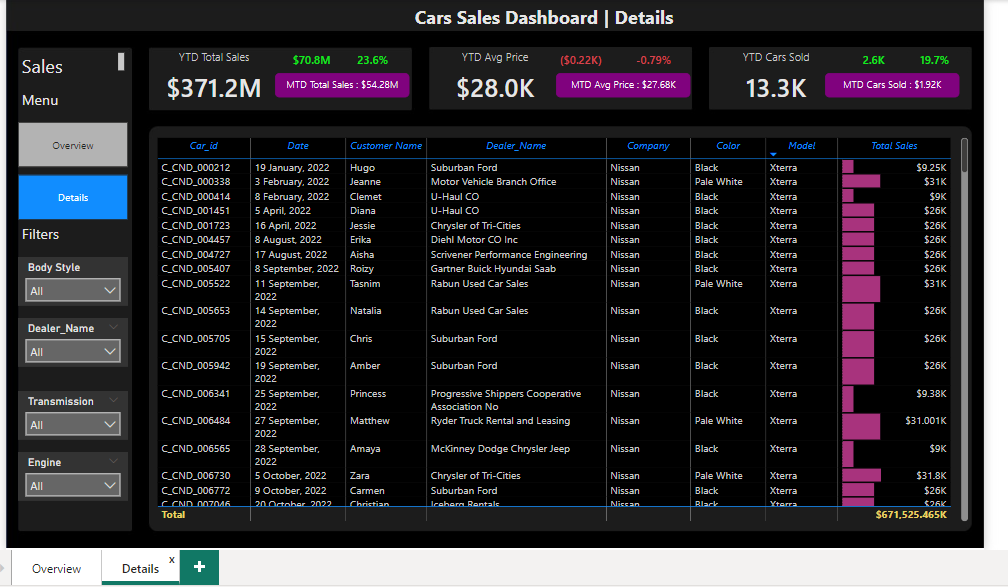 Cars Sales Dashboard | Details
Sales
Menu
Overview
Details
Filters
Body Style
All
Dealer_Name
All
Transmission
All
Engine
All
YTD Total Sales
$70.8M 23.6%
$371.2M
MTD Total Sales : $54.28M
YTD Avg Price
($0.22K) -0.79%
$28.0K
MTD Avg Price : $27.68K
YTD Cars Sold
2.6K 19.7%
13.3K
MTD Cars Sold : $1.92K
Car_id Date Customer Name Dealer_Name Company Color Model Total Sales
C_CND_000212 19 January, 2022 Hugo Suburban Ford Nissan Black Xterra $9.25K
C_CND_000338 3 February, 2022 Jeanne Motor Vehicle Branch Office Nissan Pale White Xterra $31K
C_CND_000414 8 February, 2022 Clemet U-Haul CO Nissan Black Xterra $9K
C_CND_001451 5 April, 2022 Diana U-Haul CO Nissan Black Xterra $26K
C_CND_001723 16 April, 2022 Jessie Chrysler of Tri-Cities Nissan Black Xterra $26K
C_CND_004457 8 August, 2022 Erika Diehl Motor CO Inc Nissan Black Xterra $26K
C_CND_004727 17 August, 2022 Aisha Scrivener Performance Engineering Nissan Black Xterra $26K
C_CND_005407 8 September, 2022 Roizy Gartner Buick Hyundai Saab Nissan Black Xterra $26K
C_CND_005522 11 September, Tasnim Rabun Used Car Sales Nissan Pale White Xterra $31K
2022
C_CND_005653 14 September, Natalia Rabun Used Car Sales Nissan Black Xterra $26K
2022
C_CND_005705 15 September, Chris Suburban Ford Nissan Black Xterra $26K
2022
C_CND_005942 19 September, Amber Suburban Ford Nissan Black Xterra $26K
2022
C_CND_006341 25 September, Princess Progressive Shippers Cooperative Nissan Black Xterra $9.38K
2022 Association No
C_CND_006484 27 September, Matthew Ryder Truck Rental and Leasing Nissan Pale White Xterra $31.001K
2022
C_CND_006565 28 September, Amaya McKinney Dodge Chrysler Jeep Nissan Black Xterra $9K
2022
C_CND_006730 5 October, 2022 Zara Chrysler of Tri-Cities Nissan Pale White Xterra $31.8K
C_CND_006772 9 October, 2022 Carmen Suburban Ford Nissan Black Xterra $26K
C_CND_007046 20 October, 2022 Christian Iceberg Rentals Nissan Black Xterra $26K
Total $671,525.465K
Overview Details x +